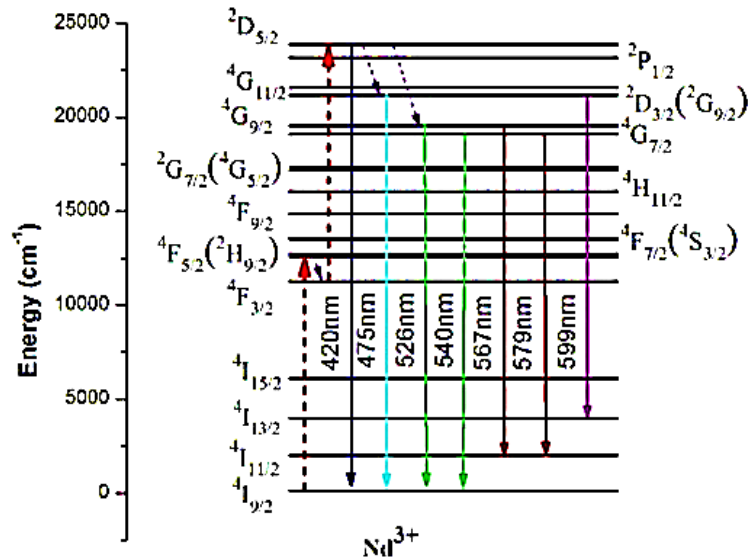 25000
20000
15000
10000
5000
0
Energy (cm⁻¹)
²D₅/₂
⁴G₁₁/₂
⁴G₉/₂
²G₇/₂(⁴G₅/₂)
⁴F₉/₂
⁴F₅/₂(²H₉/₂)
⁴F₃/₂
⁴I₁₅/₂
⁴I₁₃/₂
⁴I₁₁/₂
⁴I₉/₂
420nm
475nm
526nm
540nm
567nm
579nm
599nm
²P₁/₂
²D₃/₂(²G₉/₂)
⁴G₇/₂
⁴H₁₁/₂
⁴F₇/₂(⁴S₃/₂)
Nd³⁺